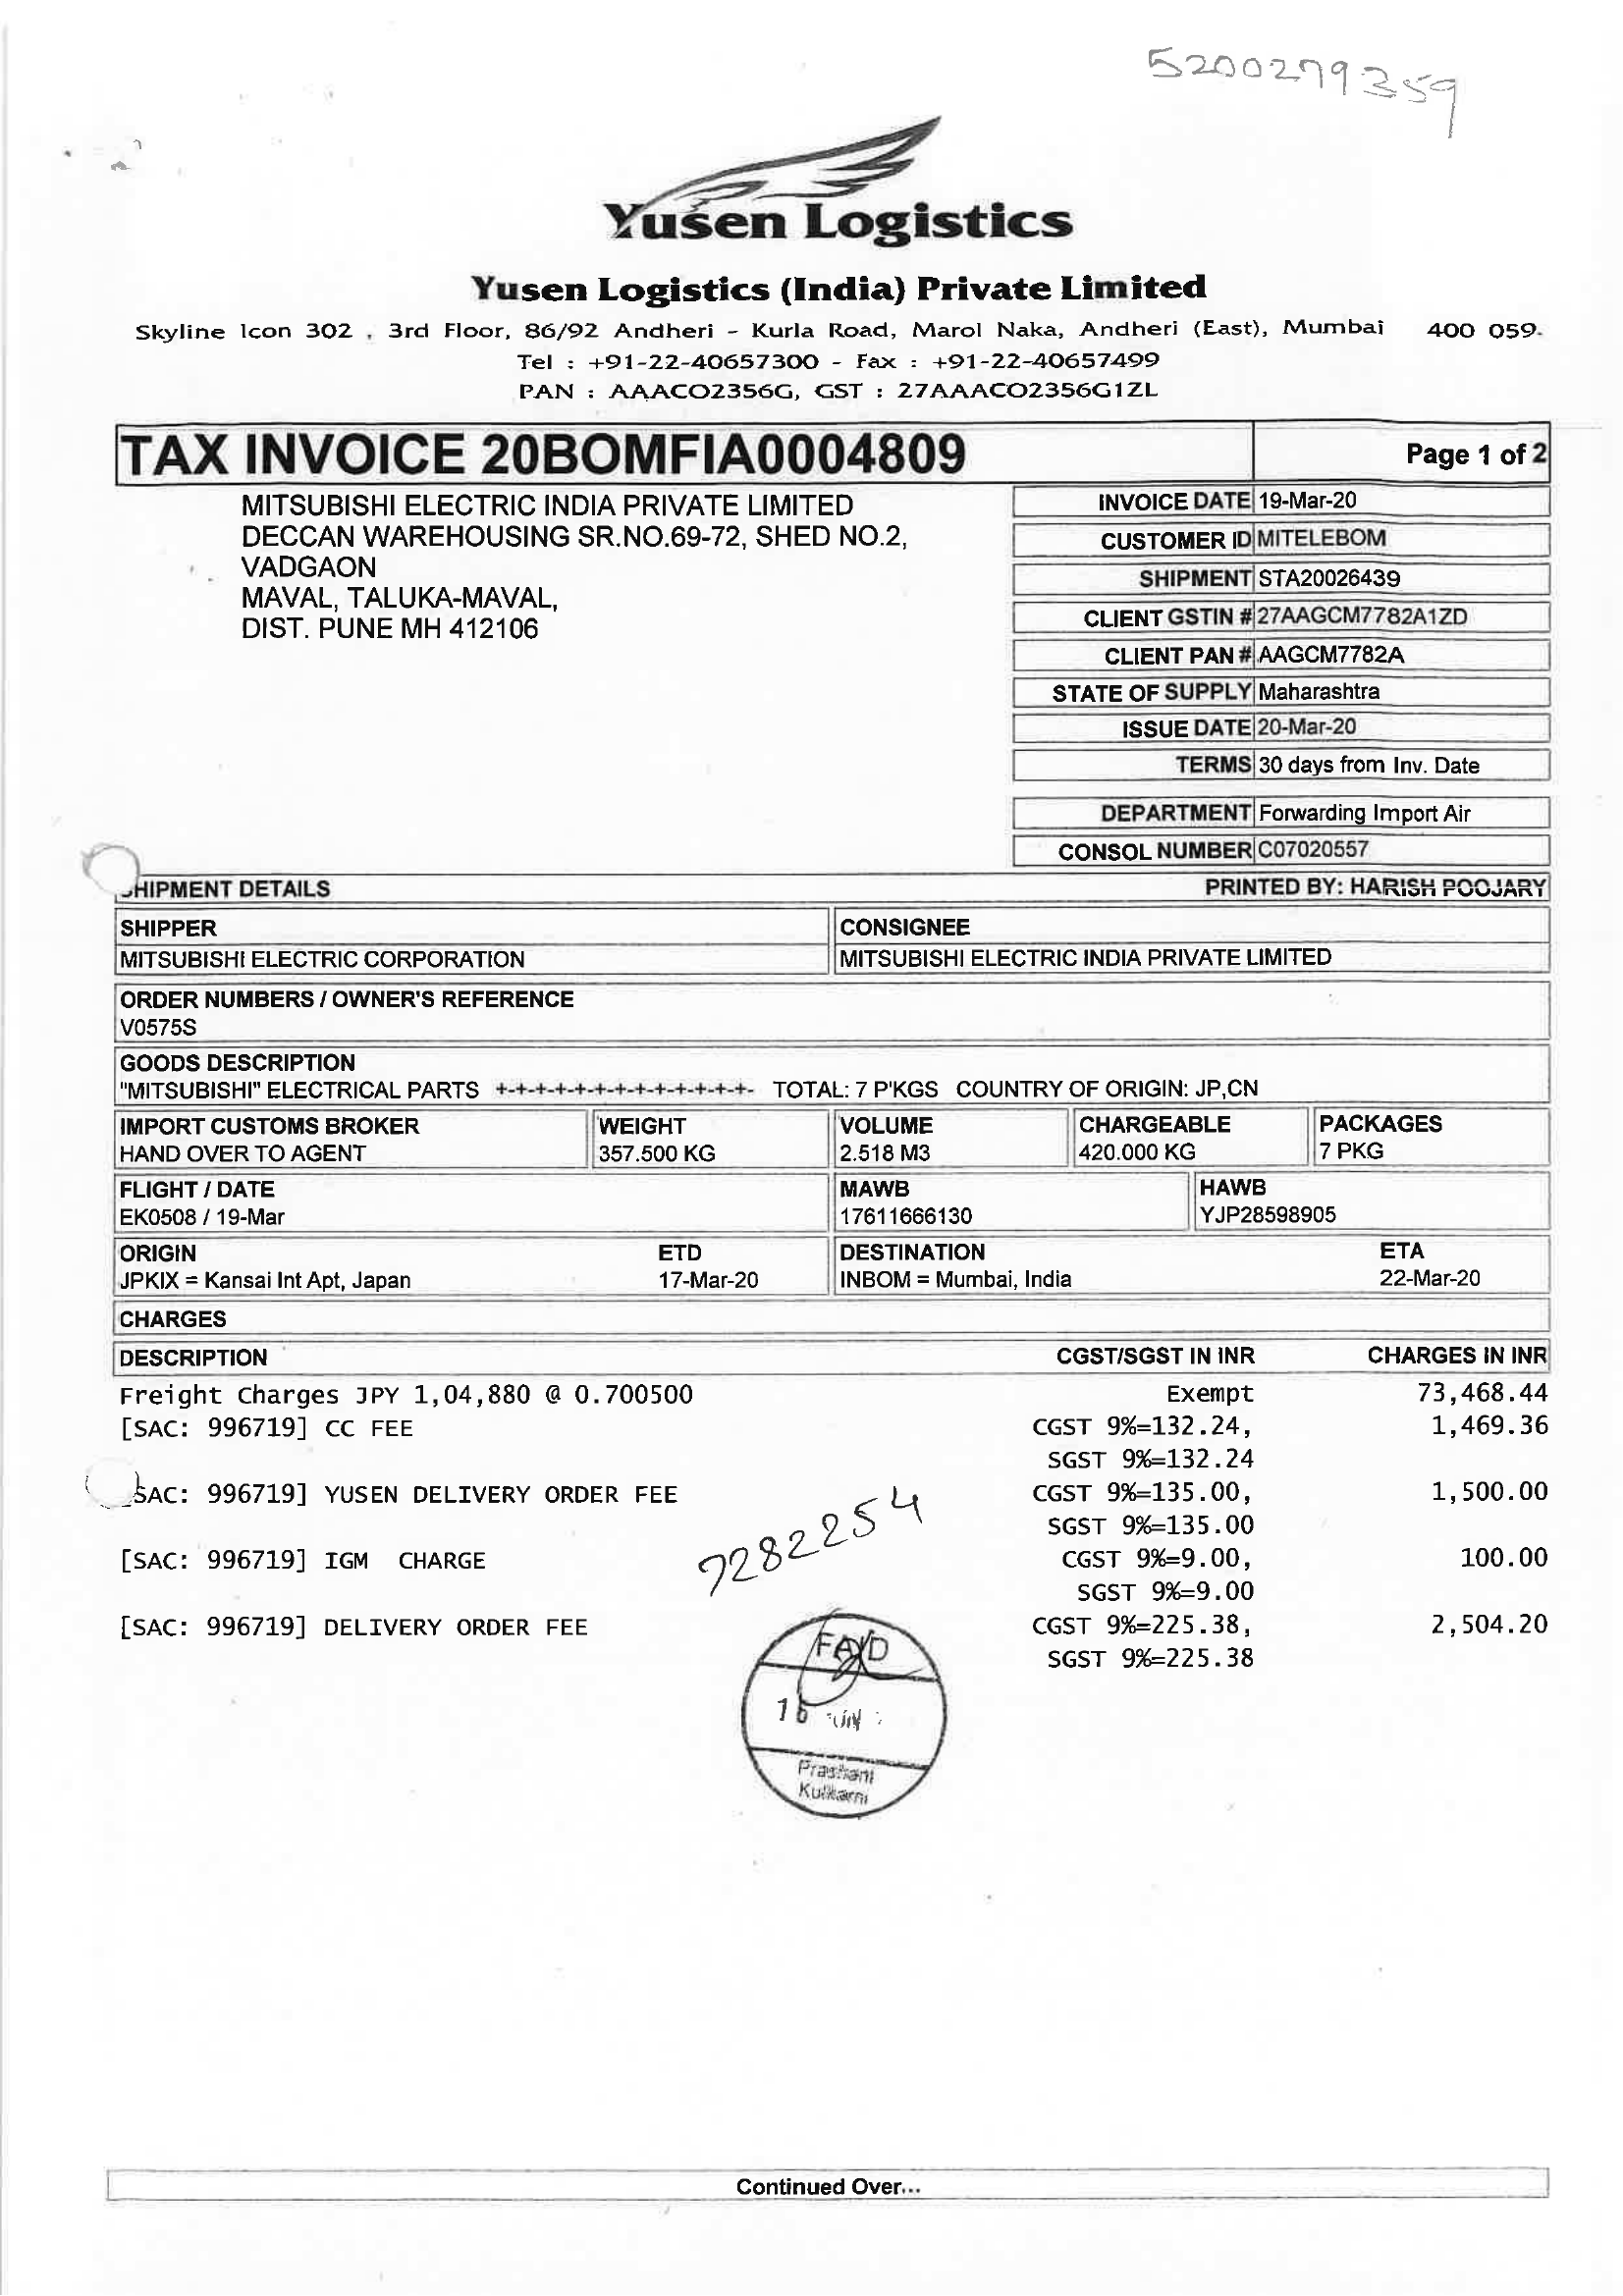 5200279359
Yusen Logistics
Yusen Logistics (India) Private Limited
Skyline Icon 302 , 3rd Floor, 86/92 Andheri - Kurla Road, Marol Naka, Andheri (East), Mumbai 400 059.
Tel : +91-22-40657300 - Fax : +91-22-40657499
PAN : AAACO2356G, GST : 27AAACO2356G1ZL
TAX INVOICE 20BOMFIA0004809 Page 1 of 2
MITSUBISHI ELECTRIC INDIA PRIVATE LIMITED
DECCAN WAREHOUSING SR.NO.69-72, SHED NO.2,
VADGAON
MAVAL, TALUKA-MAVAL,
DIST. PUNE MH 412106
INVOICE DATE 19-Mar-20
CUSTOMER ID MITELEBOM
SHIPMENT STA20026439
CLIENT GSTIN # 27AAGCM7782A1ZD
CLIENT PAN # AAGCM7782A
STATE OF SUPPLY Maharashtra
ISSUE DATE 20-Mar-20
TERMS 30 days from Inv. Date
DEPARTMENT Forwarding Import Air
CONSOL NUMBER C07020557
SHIPMENT DETAILS PRINTED BY: HARISH POOJARY
SHIPPER CONSIGNEE
MITSUBISHI ELECTRIC CORPORATION MITSUBISHI ELECTRIC INDIA PRIVATE LIMITED
ORDER NUMBERS / OWNER'S REFERENCE
V0575S
GOODS DESCRIPTION
"MITSUBISHI" ELECTRICAL PARTS +-+-+-+-+-+-+-+-+-+-+-+-+- TOTAL: 7 P'KGS COUNTRY OF ORIGIN: JP,CN
IMPORT CUSTOMS BROKER WEIGHT VOLUME CHARGEABLE PACKAGES
HAND OVER TO AGENT 357.500 KG 2.518 M3 420.000 KG 7 PKG
FLIGHT / DATE MAWB HAWB
EK0508 / 19-Mar 17611666130 YJP28598905
ORIGIN ETD DESTINATION ETA
JPKIX = Kansai Int Apt, Japan 17-Mar-20 INBOM = Mumbai, India 22-Mar-20
CHARGES
DESCRIPTION CGST/SGST IN INR CHARGES IN INR
Freight Charges JPY 1,04,880 @ 0.700500 Exempt 73,468.44
[SAC: 996719] CC FEE CGST 9%=132.24, 1,469.36
SGST 9%=132.24
SAC: 996719] YUSEN DELIVERY ORDER FEE CGST 9%=135.00, 1,500.00
SGST 9%=135.00
[SAC: 996719] IGM CHARGE CGST 9%=9.00, 100.00
SGST 9%=9.00
[SAC: 996719] DELIVERY ORDER FEE CGST 9%=225.38, 2,504.20
SGST 9%=225.38
7282254
16
Kulkarni
Continued Over...